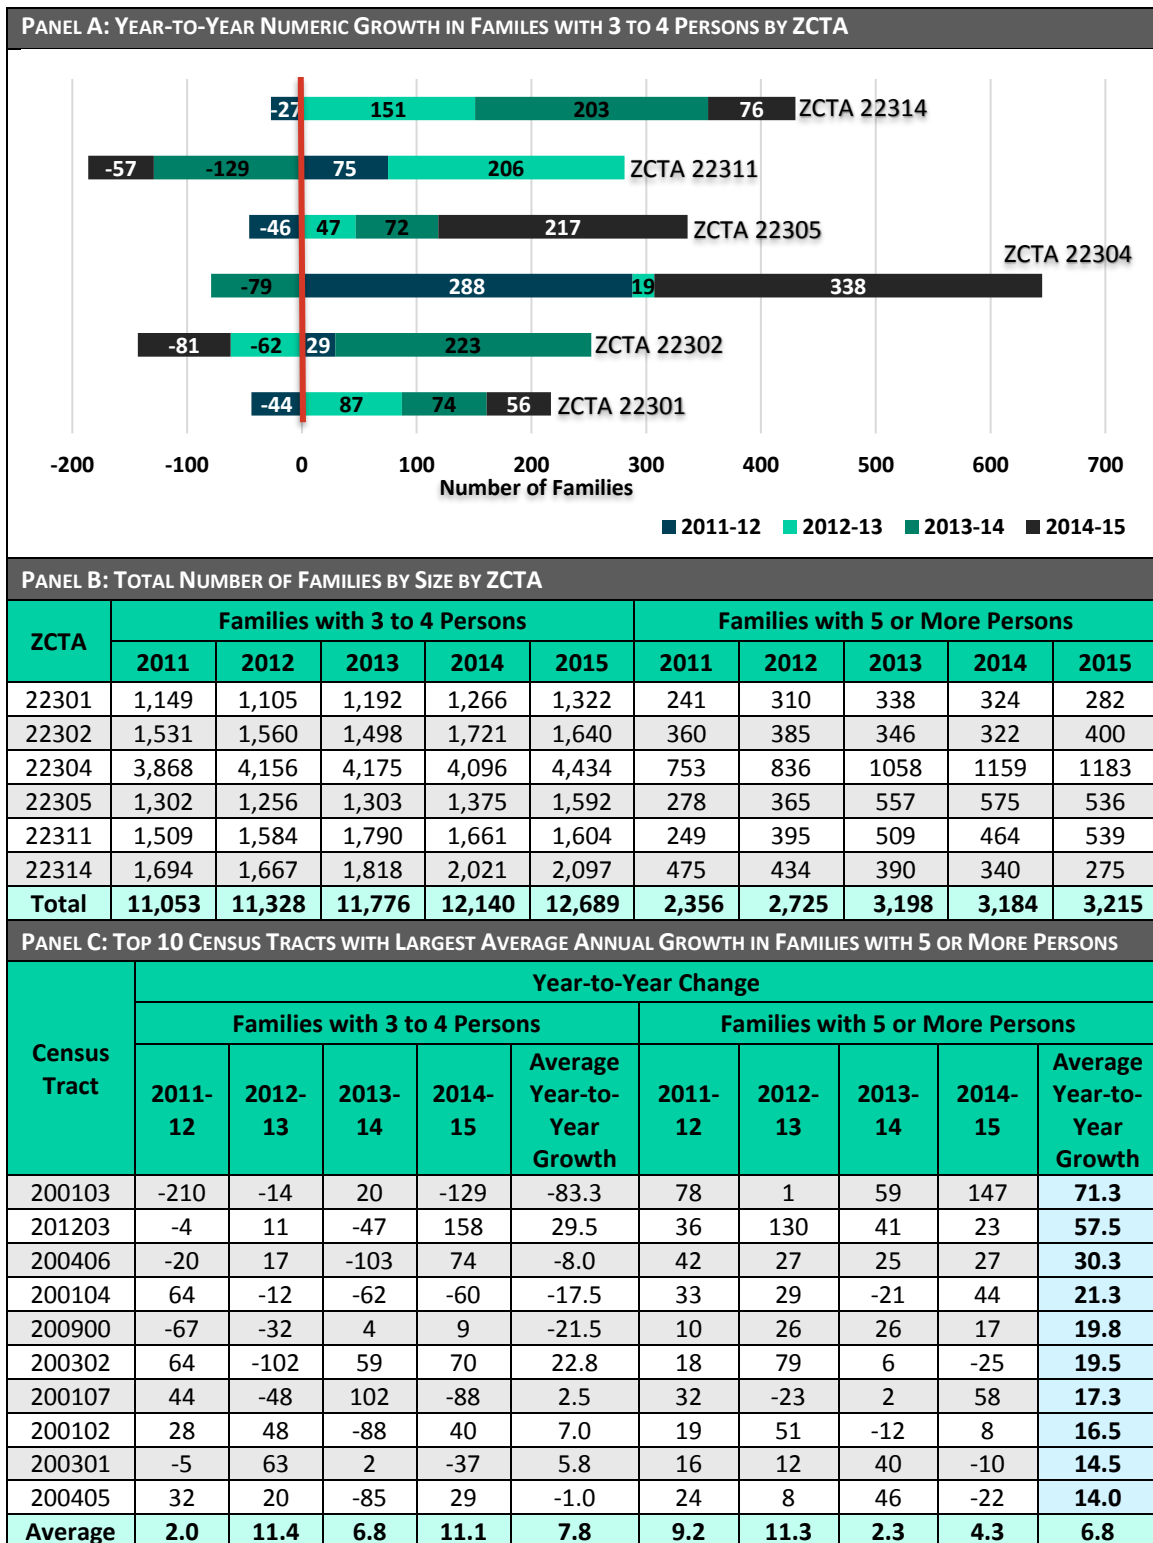 PANEL A: YEAR-TO-YEAR NUMERIC GROWTH IN FAMILES WITH 3 TO 4 PERSONS BY ZCTA
-27 151 203 76 ZCTA 22314
-57 -129 75 206 ZCTA 22311
-46 47 72 217 ZCTA 22305
ZCTA 22304
-79 288 19 338
-81 -62 29 223 ZCTA 22302
-44 87 74 56 ZCTA 22301
-200 -100 0 100 200 300 400 500 600 700
Number of Families
2011-12 2012-13 2013-14 2014-15
PANEL B: TOTAL NUMBER OF FAMILIES BY SIZE BY ZCTA
ZCTA Families with 3 to 4 Persons Families with 5 or More Persons
2011 2012 2013 2014 2015 2011 2012 2013 2014 2015
22301 1,149 1,105 1,192 1,266 1,322 241 310 338 324 282
22302 1,531 1,560 1,498 1,721 1,640 360 385 346 322 400
22304 3,868 4,156 4,175 4,096 4,434 753 836 1058 1159 1183
22305 1,302 1,256 1,303 1,375 1,592 278 365 557 575 536
22311 1,509 1,584 1,790 1,661 1,604 249 395 509 464 539
22314 1,694 1,667 1,818 2,021 2,097 475 434 390 340 275
Total 11,053 11,328 11,776 12,140 12,689 2,356 2,725 3,198 3,184 3,215
PANEL C: TOP 10 CENSUS TRACTS WITH LARGEST AVERAGE ANNUAL GROWTH IN FAMILIES WITH 5 OR MORE PERSONS
Census Tract
Year-to-Year Change
Families with 3 to 4 Persons Families with 5 or More Persons
2011-12 2012-13 2013-14 2014-15 Average Year-to-Year Growth 2011-12 2012-13 2013-14 2014-15 Average Year-to-Year Growth
200103 -210 -14 20 -129 -83.3 78 1 59 147 71.3
201203 -4 11 -47 158 29.5 36 130 41 23 57.5
200406 -20 17 -103 74 -8.0 42 27 25 27 30.3
200104 64 -12 -62 -60 -17.5 33 29 -21 44 21.3
200900 -67 -32 4 9 -21.5 10 26 26 17 19.8
200302 64 -102 59 70 22.8 18 79 6 -25 19.5
200107 44 -48 102 -88 2.5 32 -23 2 58 17.3
200102 28 48 -88 40 7.0 19 51 -12 8 16.5
200301 -5 63 2 -37 5.8 16 12 40 -10 14.5
200405 32 20 -85 29 -1.0 24 8 46 -22 14.0
Average 2.0 11.4 6.8 11.1 7.8 9.2 11.3 2.3 4.3 6.8